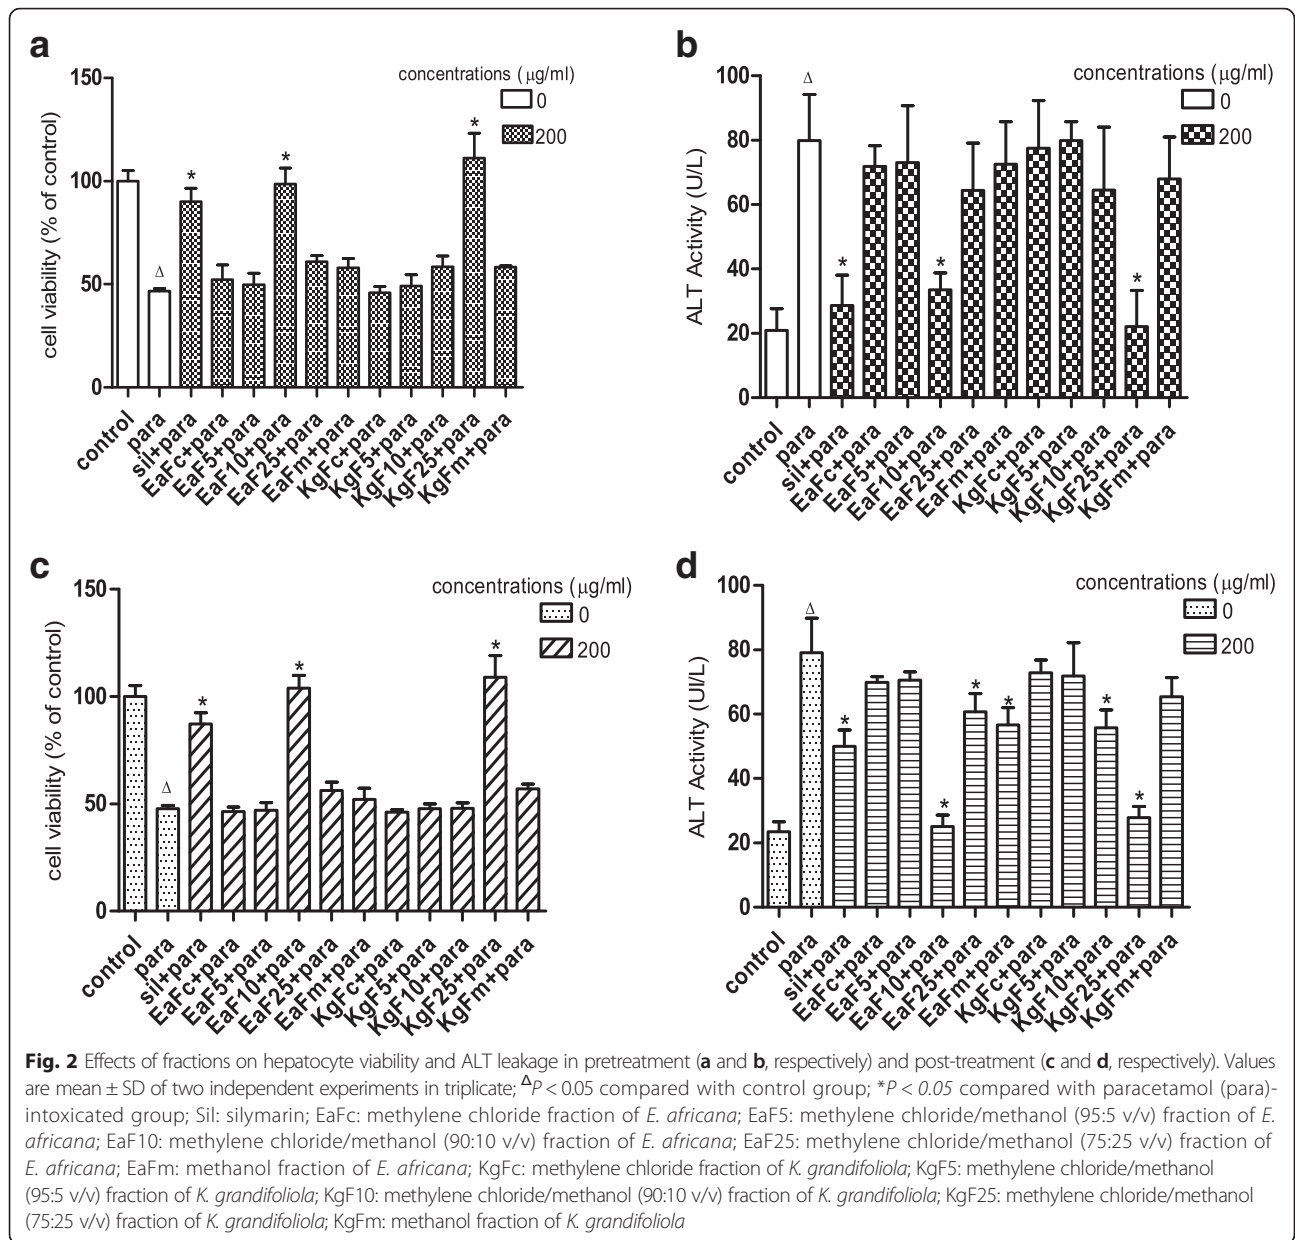 a
concentrations (μg/ml)
0
200
cell viability (% of control)
150
100
50
0
Δ
*
*
*
control
para
sil+para
EaFc+para
EaF5+para
EaF10+para
EaF25+para
EaFm+para
KgFc+para
KgF5+para
KgF10+para
KgF25+para
KgFm+para
b
concentrations (μg/ml)
0
200
ALT Activity (U/L)
100
80
60
40
20
0
Δ
*
*
*
control
para
sil+para
EaFc+para
EaF5+para
EaF10+para
EaF25+para
EaFm+para
KgFc+para
KgF5+para
KgF10+para
KgF25+para
KgFm+para
c
concentrations (μg/ml)
0
200
cell viability (% of control)
150
100
50
0
Δ
*
*
*
control
para
sil+para
EaFc+para
EaF5+para
EaF10+para
EaF25+para
EaFm+para
KgFc+para
KgF5+para
KgF10+para
KgF25+para
KgFm+para
d
concentrations (μg/ml)
0
200
ALT Activity (UI/L)
100
80
60
40
20
0
Δ
*
*
*
*
*
*
control
para
sil+para
EaFc+para
EaF5+para
EaF10+para
EaF25+para
EaFm+para
KgFc+para
KgF5+para
KgF10+para
KgF25+para
KgFm+para
Fig. 2 Effects of fractions on hepatocyte viability and ALT leakage in pretreatment (a and b, respectively) and post-treatment (c and d, respectively). Values
are mean ± SD of two independent experiments in triplicate; ΔP < 0.05 compared with control group; *P < 0.05 compared with paracetamol (para)-
intoxicated group; Sil: silymarin; EaFc: methylene chloride fraction of E. africana; EaF5: methylene chloride/methanol (95:5 v/v) fraction of E.
africana; EaF10: methylene chloride/methanol (90:10 v/v) fraction of E. africana; EaF25: methylene chloride/methanol (75:25 v/v) fraction of
E. africana; EaFm: methanol fraction of E. africana; KgFc: methylene chloride fraction of K. grandifoliola; KgF5: methylene chloride/methanol
(95:5 v/v) fraction of K. grandifoliola; KgF10: methylene chloride/methanol (90:10 v/v) fraction of K. grandifoliola; KgF25: methylene chloride/methanol
(75:25 v/v) fraction of K. grandifoliola; KgFm: methanol fraction of K. grandifoliola